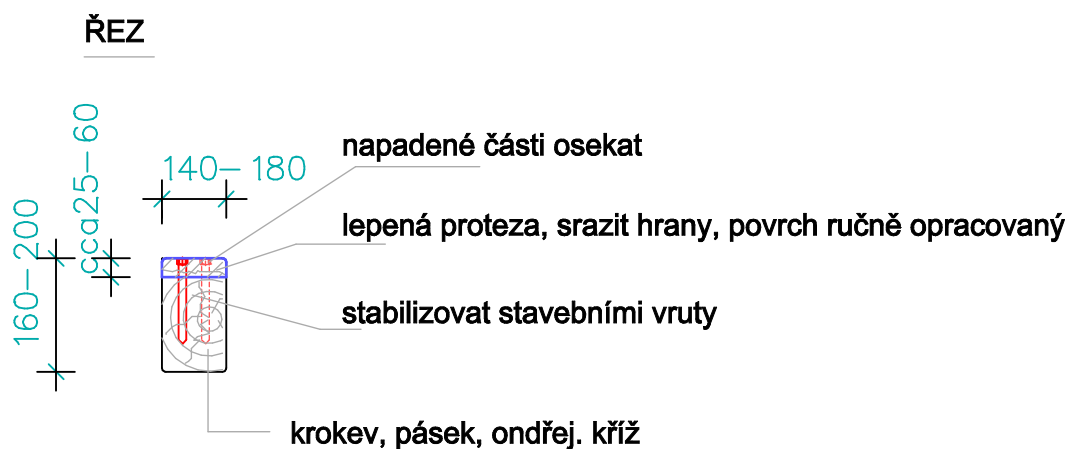 ŘEZ
napadené části osekat
140-180
cca25-60
160-200
lepená proteza, srazit hrany, povrch ručně opracovaný
stabilizovat stavebními vruty
krokev, pásek, ondřej. kříž